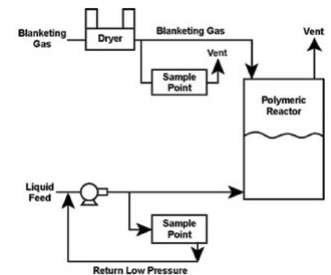 Blanketing
Gas
Dryer
Blanketing Gas
Vent
Sample
Point
Vent
Polymeric
Reactor
Liquid
Feed
Sample
Point
Return Low Pressure